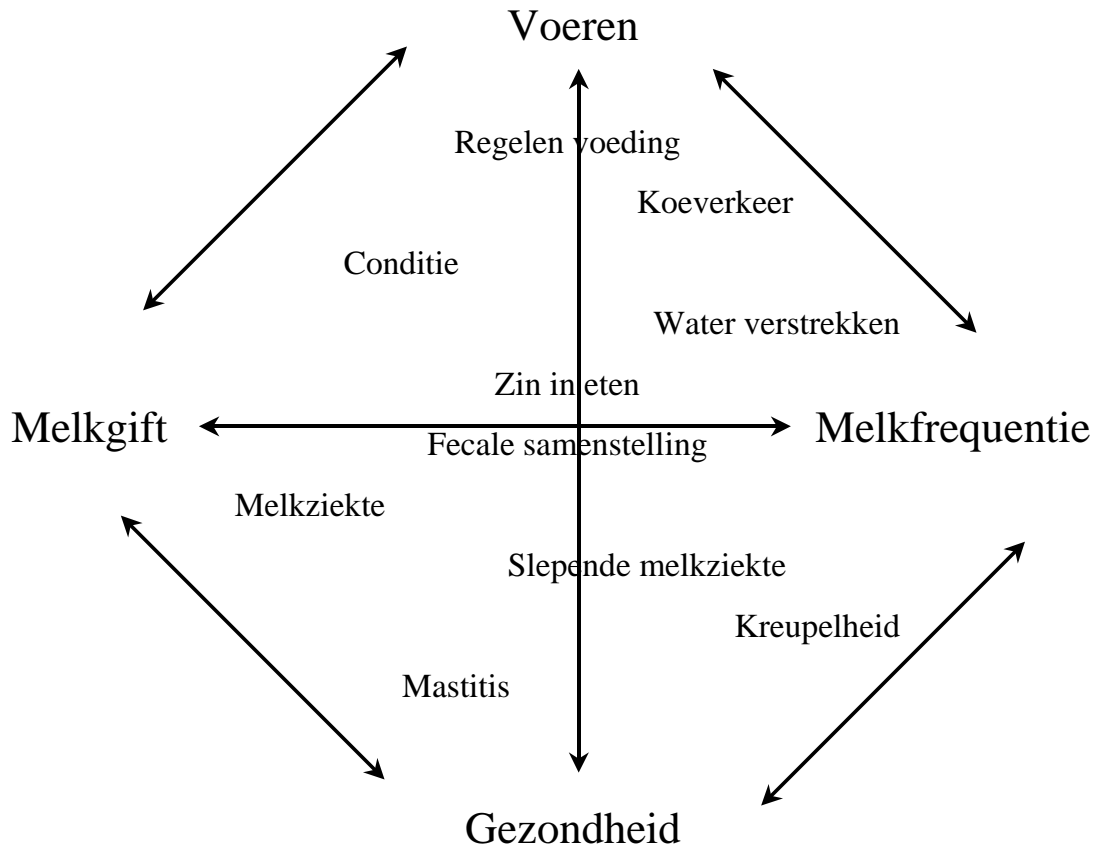 Voeren
Regelen voeding
Koeverkeer
Conditie
Water verstrekken
Zin in eten
Melkgift
Melkfrequentie
Fecale samenstelling
Melkziekte
Slepende melkziekte
Kreupelheid
Mastitis
Gezondheid